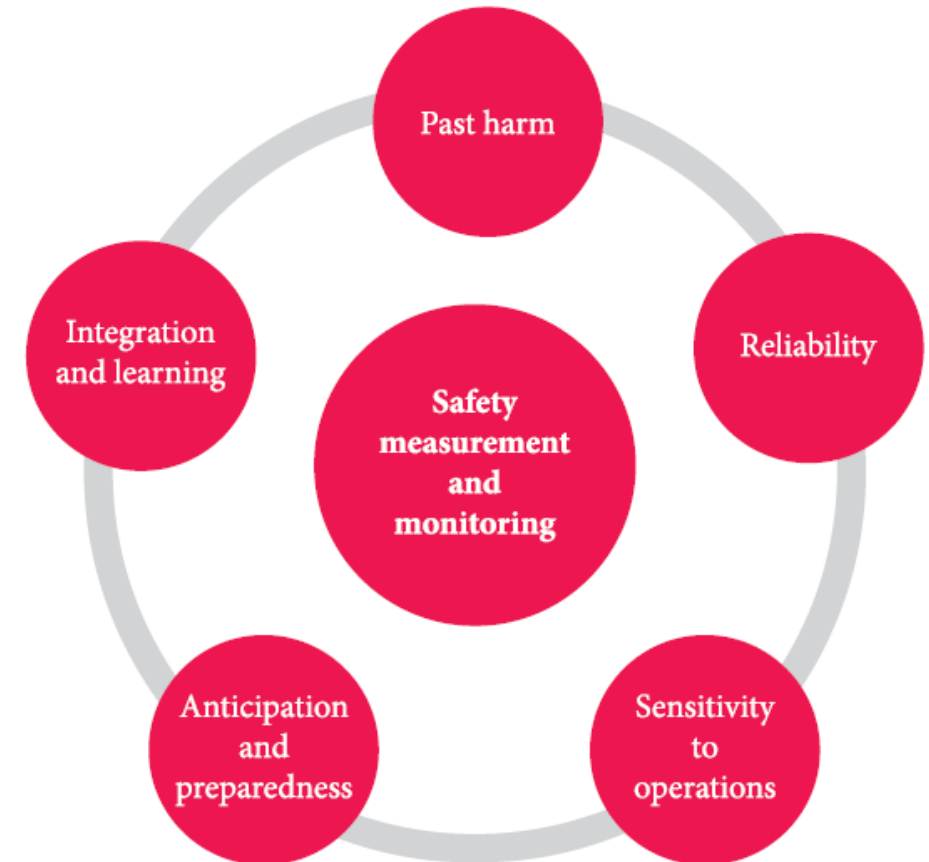 Past harm
Reliability
Sensitivity
to
operations
Anticipation
and
preparedness
Integration
and learning
Safety
measurement
and
monitoring